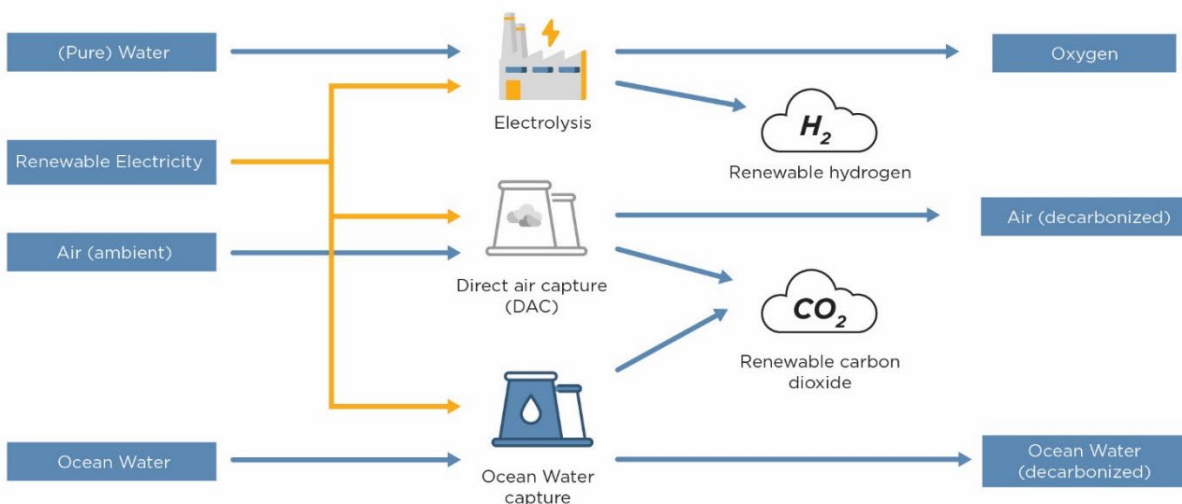 (Pure) Water
Oxygen
Electrolysis
H₂
Renewable Electricity
Renewable hydrogen
Air (ambient)
Air (decarbonized)
Direct air capture
(DAC)
CO₂
Renewable carbon
dioxide
Ocean Water
Ocean Water
capture
Ocean Water
(decarbonized)